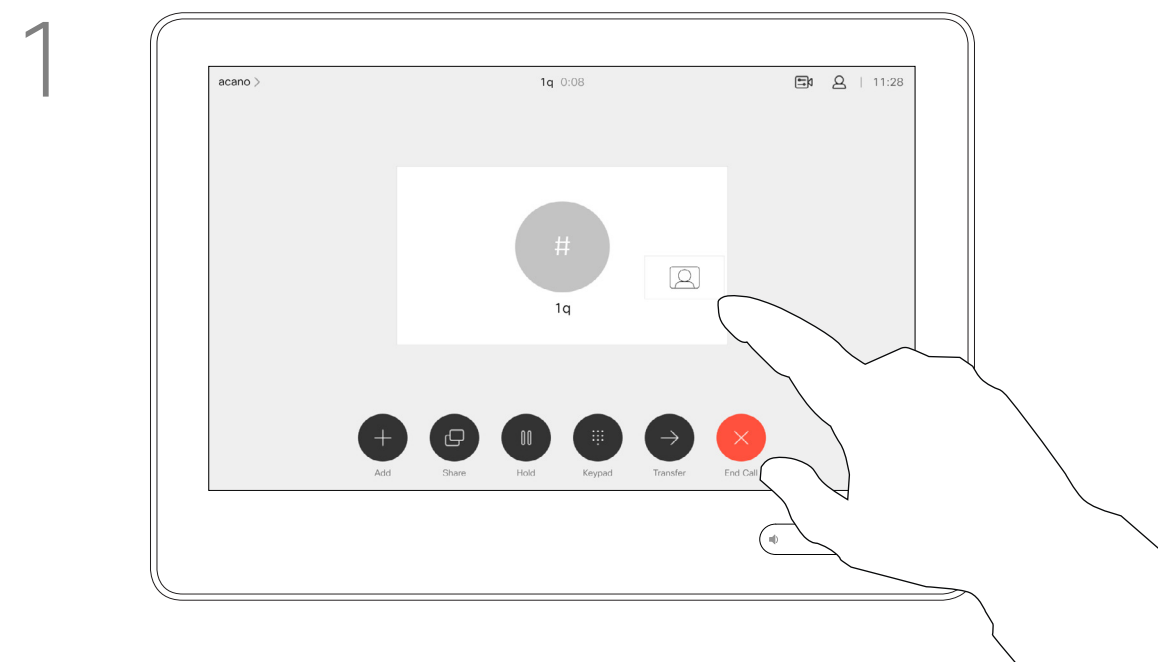 1
acano >
1q 0:08
11:28
#
1q
Add
Share
Hold
Keypad
Transfer
End Call